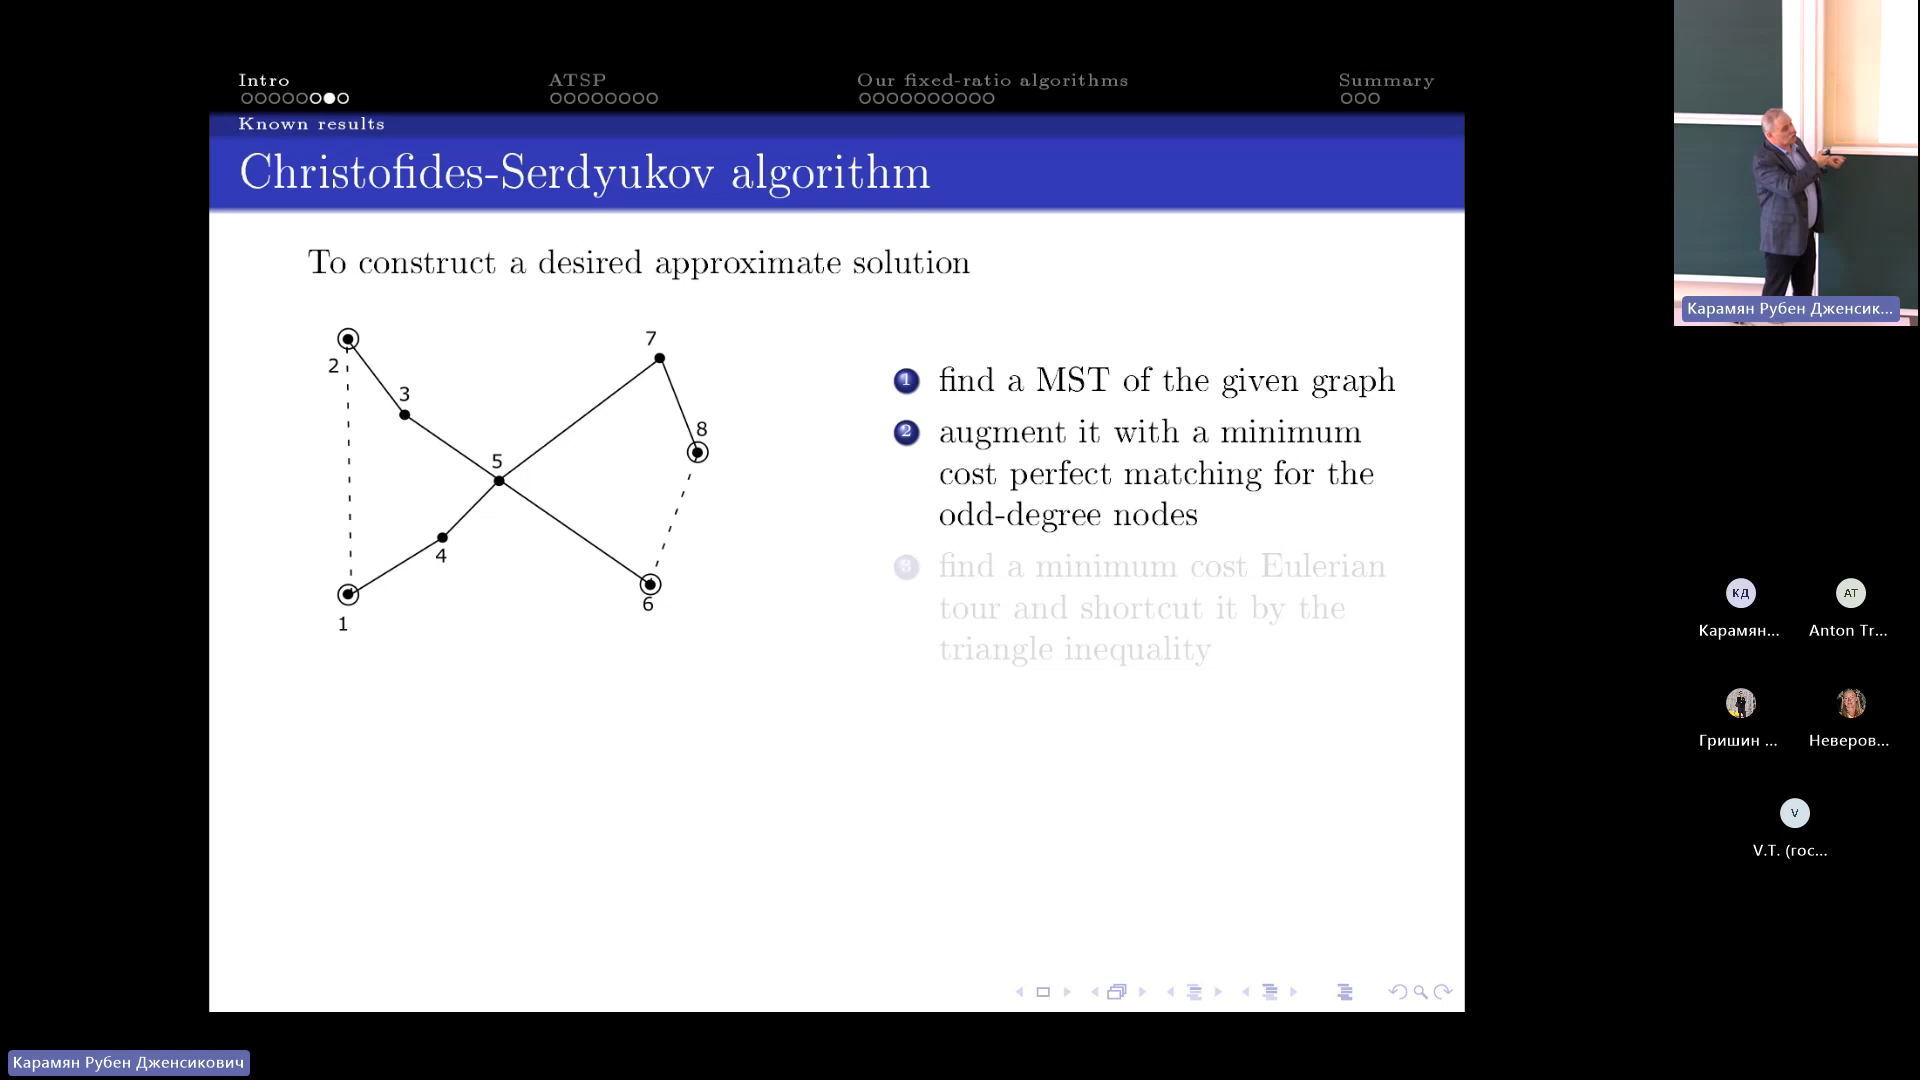 Intro
ATSP
Our fixed-ratio algorithms
Summary
Known results
Christofides-Serdyukov algorithm
To construct a desired approximate solution
2
3
7
8
5
4
6
1
1 find a MST of the given graph
2 augment it with a minimum
cost perfect matching for the
odd-degree nodes
3 find a minimum cost Eulerian
tour and shortcut it by the
triangle inequality
Карамян Рубен Дженсик...
КД
Карамян...
AT
Anton Tr...
Гришин ...
Неверов...
V
V.T. (гос...
Карамян Рубен Дженсикович